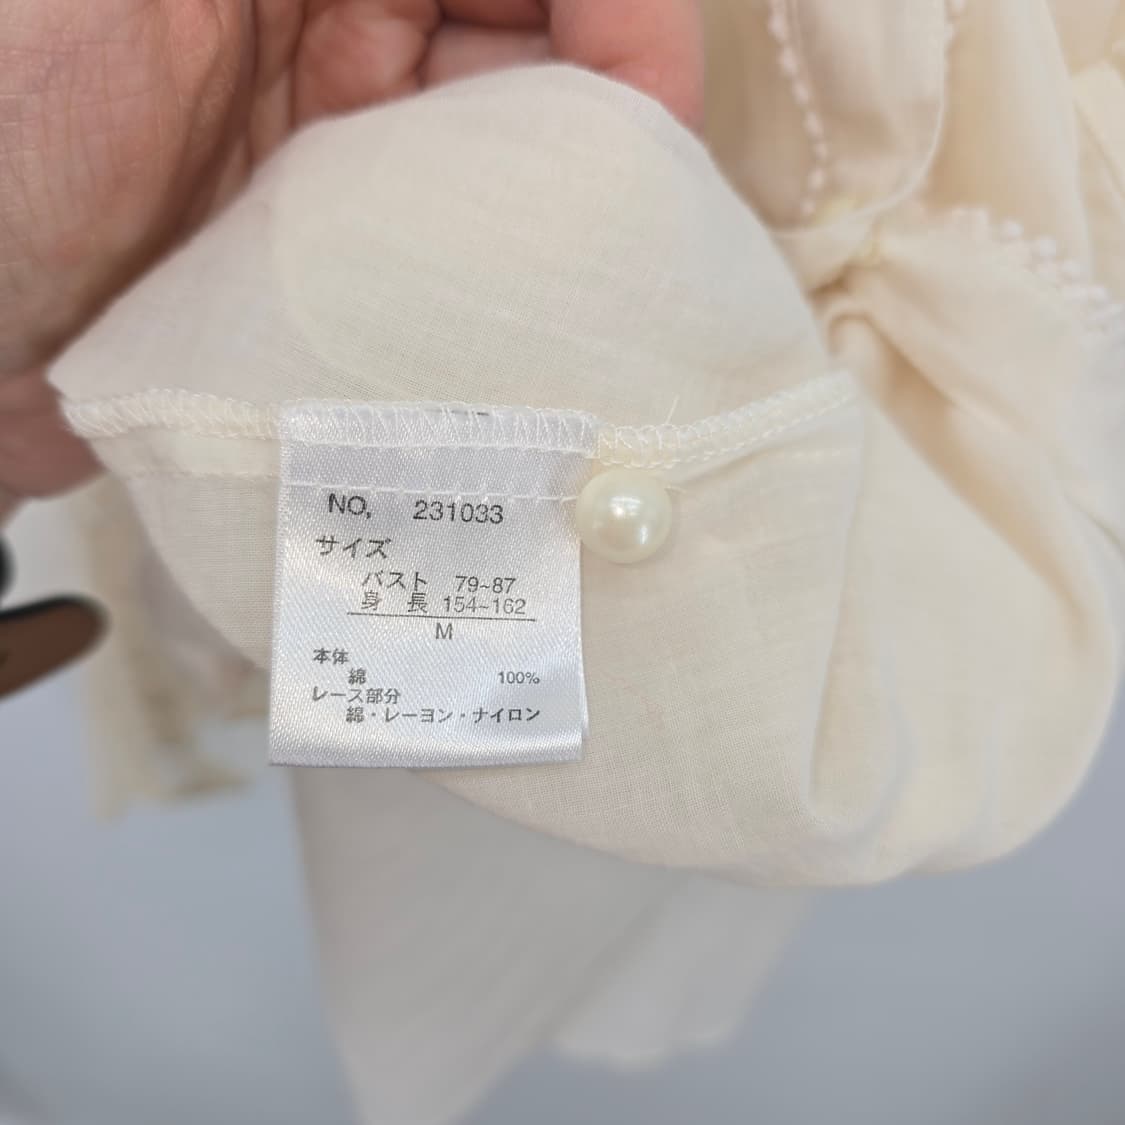 NO, 231033
サイズ
バスト 79~87
身 長 154~162
M
本体
綿 100%
レース部分
綿・レーヨン・ナイロン